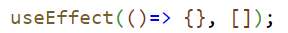 useEffect(()=> {}, []);